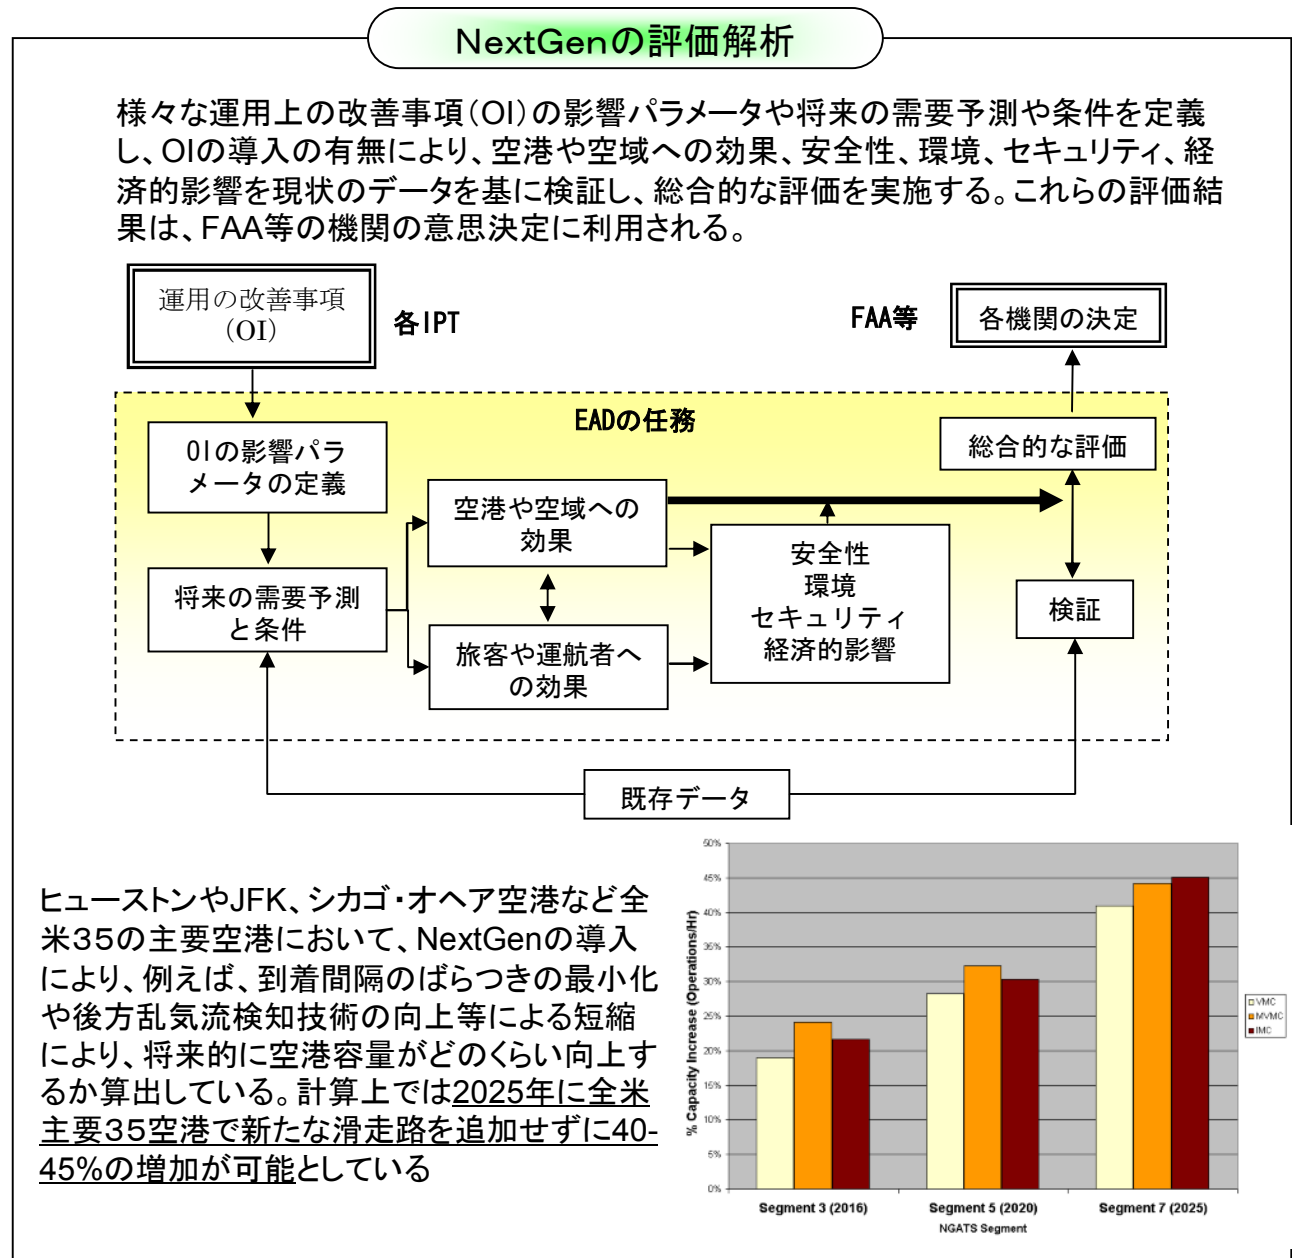 NextGenの評価解析
様々な運用上の改善事項（OI）の影響パラメータや将来の需要予測や条件を定義
し、OIの導入の有無により、空港や空域への効果、安全性、環境、セキュリティ、経
済的影響を現状のデータを基に検証し、総合的な評価を実施する。これらの評価結
果は、FAA等の機関の意思決定に利用される。
運用の改善事項
（OI）
各IPT
FAA等
各機関の決定
EADの任務
OIの影響パラ
メータの定義
総合的な評価
空港や空域への
効果
安全性
環境
セキュリティ
経済的影響
将来の需要予測
と条件
検証
旅客や運航者へ
の効果
既存データ
ヒューストンやJFK、シカゴ・オヘア空港など全
米３５の主要空港において、NextGenの導入
により、例えば、到着間隔のばらつきの最小化
や後方乱気流検知技術の向上等による短縮
により、将来的に空港容量がどのくらい向上す
るか算出している。計算上では2025年に全米
主要３５空港で新たな滑走路を追加せずに40-
45%の増加が可能としている
% Capacity Increase (Operations/Hr)
50%
45%
40%
35%
30%
25%
20%
15%
10%
5%
0%
Segment 3 (2016)
Segment 5 (2020)
Segment 7 (2025)
NGATS Segment
VMC
MVMC
IMC